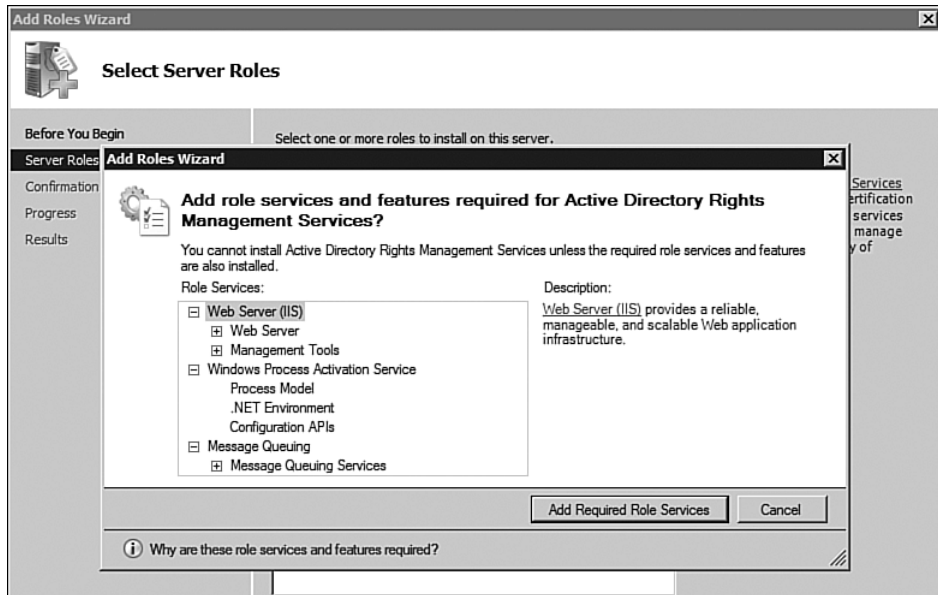 Add Roles Wizard
Select Server Roles
Before You Begin
Server Roles
Confirmation
Progress
Results
Select one or more roles to install on this server.
Services
services
manage
y of
Add Roles Wizard
Add role services and features required for Active Directory Rights
Management Services?
You cannot install Active Directory Rights Management Services unless the required role services and features
are also installed.
Role Services:
Web Server (IIS)
Web Server
Management Tools
Windows Process Activation Service
Process Model
.NET Environment
Configuration APIs
Message Queuing
Message Queuing Services
Description:
Web Server (IIS) provides a reliable,
manageable, and scalable Web application
infrastructure.
Add Required Role Services
Cancel
Why are these role services and features required?